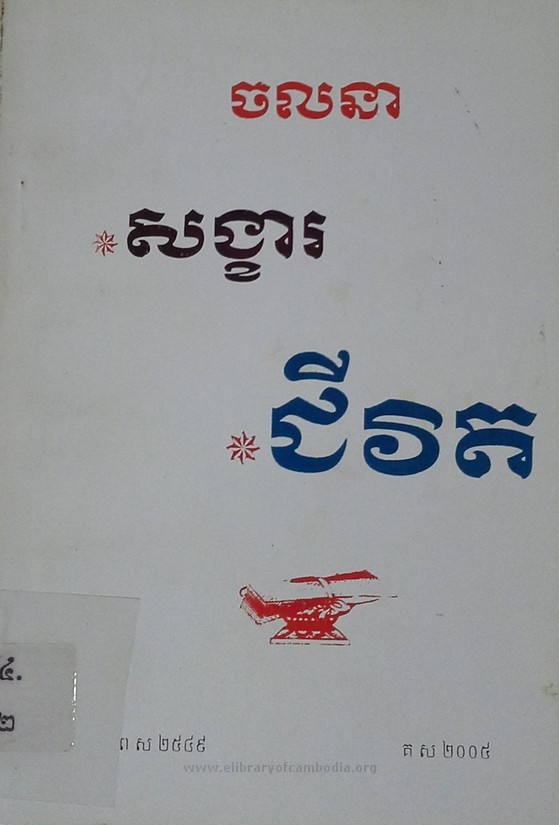 ចលនា
*សង្ខារ
*ជីវិត
៤.
២
ព ស ២៥៤៩
គ ស ២០០៥
www.elibraryofcambodia.org